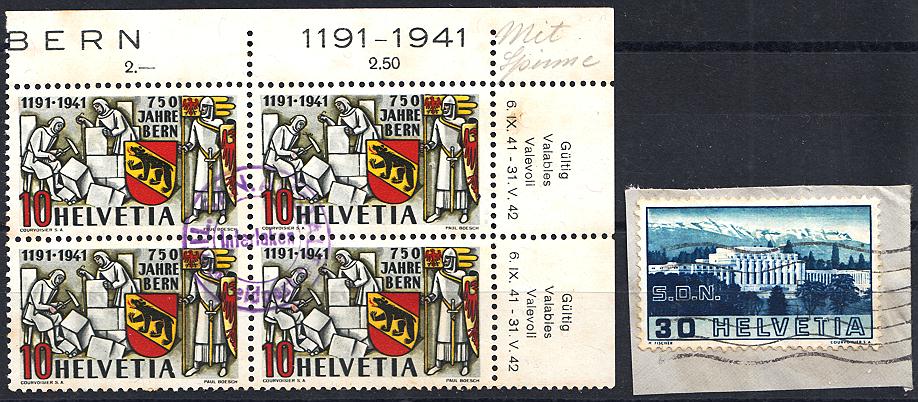 BERN
1191-1941
Mit
Spinne
2.—
2.50
1191·1941 750
JAHRE
BERN
10 HELVETIA
COURVOISIER S.A. PAUL BOESCH
1191·1941 750
JAHRE
BERN
10 HELVETIA
COURVOISIER S.A. PAUL BOESCH
Gültig
Valables
Valevoli
6. IX. 41 - 31. V. 42
Interlaken
1191·1941 750
JAHRE
BERN
10 HELVETIA
COURVOISIER S A PAUL BOESCH
1191·1941 750
JAHRE
BERN
10 HELVETIA
COURVOISIER S A PAUL BOESCH
Gültig
Valables
Valevoli
6. IX. 41 - 31. V. 42
S.D.N.
30 HELVETIA
H. FISCHER COURVOISIER S.A.